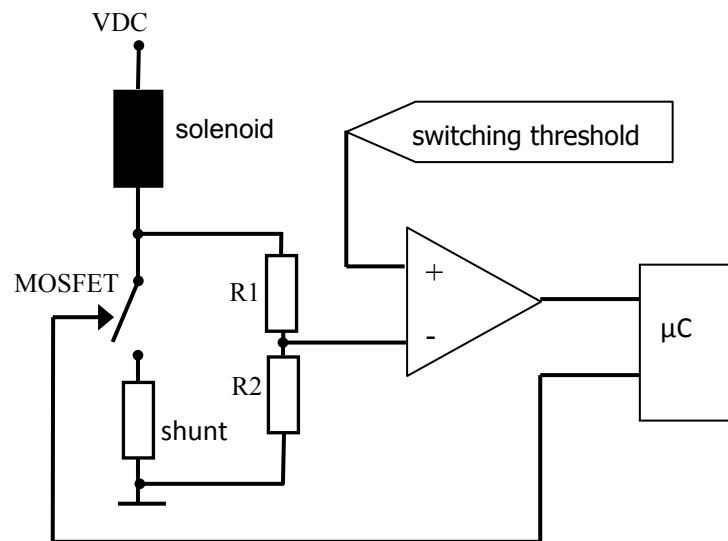 VDC
solenoid
switching threshold
MOSFET
R1
+
µC
-
R2
shunt